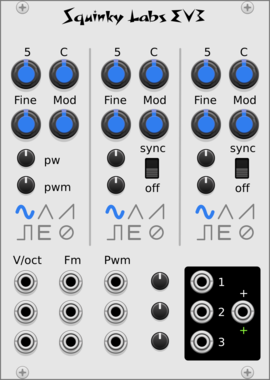 Squinky Labs EV3
5 C 5 C 5 C
Fine Mod Fine Mod Fine Mod
sync sync
pw
pwm off off
V/oct Fm Pwm
1
+
2
+
3